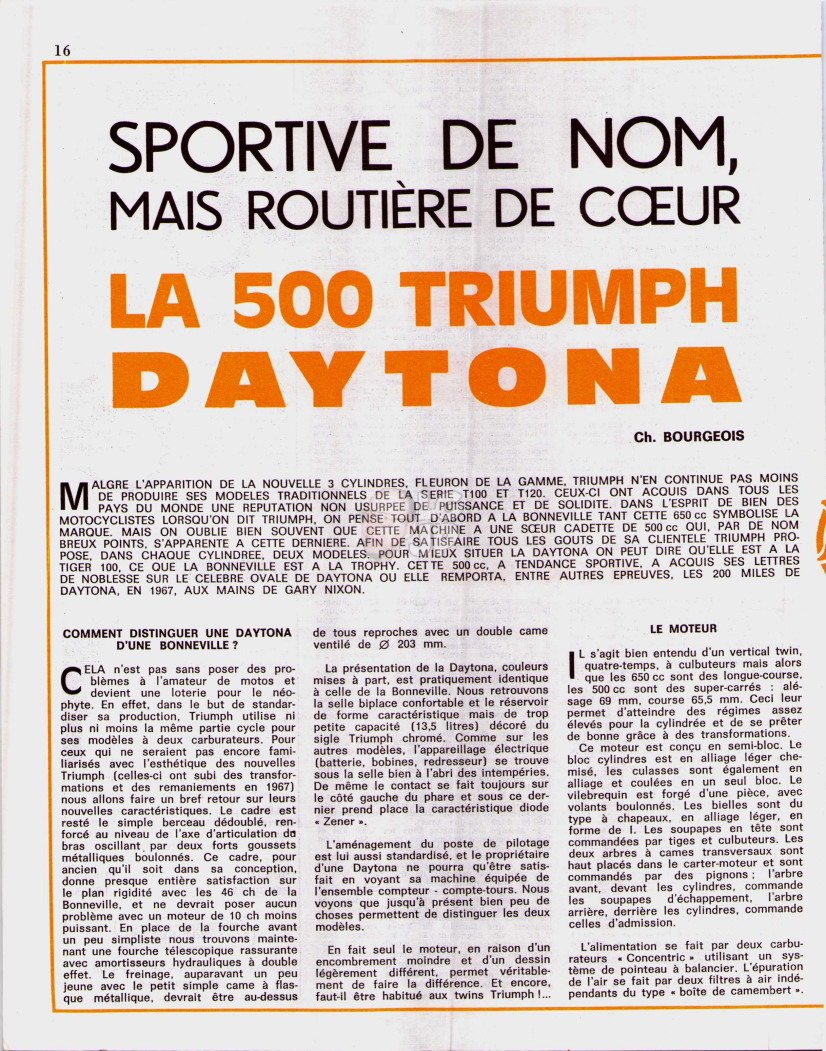 16
SPORTIVE DE NOM,
MAIS ROUTIÈRE DE CŒUR
LA 500 TRIUMPH
DAYTONA
Ch. BOURGEOIS
MALGRE L'APPARITION DE LA NOUVELLE 3 CYLINDRES, FLEURON DE LA GAMME, TRIUMPH N'EN CONTINUE PAS MOINS
DE PRODUIRE SES MODELES TRADITIONNELS DE LA SERIE T100 ET T120. CEUX-CI ONT ACQUIS DANS TOUS LES
PAYS DU MONDE UNE REPUTATION NON USURPEE PUISSANCE ET DE SOLIDITE. DANS L'ESPRIT DE BIEN DES
MOTOCYCLISTES LORSQU'ON DIT TRIUMPH, ON PENSE TOUT D'ABORD A LA BONNEVILLE TANT CETTE 650 cc SYMBOLISE LA
MARQUE. MAIS ON OUBLIE BIEN SOUVENT QUE CETTE MACHINE A UNE SŒUR CADETTE DE 500 cc QUI, PAR DE NOM
BREUX POINTS, S'APPARENTE A CETTE DERNIERE. AFIN DE SATISFAIRE TOUS LES GOUTS DE SA CLIENTELE TRIUMPH PRO-
POSE, DANS CHAQUE CYLINDREE, DEUX MODELES. POUR MIEUX SITUER LA DAYTONA ON PEUT DIRE QU'ELLE EST A LA
TIGER 100, CE QUE LA BONNEVILLE EST A LA TROPHY. CETTE 500 cc, A TENDANCE SPORTIVE, A ACQUIS SES LETTRES
DE NOBLESSE SUR LE CELEBRE OVALE DE DAYTONA OU ELLE REMPORTA, ENTRE AUTRES EPREUVES, LES 200 MILES DE
DAYTONA, EN 1967, AUX MAINS DE GARY NIXON.
COMMENT DISTINGUER UNE DAYTONA
D'UNE BONNEVILLE ?
CELA n'est pas sans poser des pro-
blèmes à l'amateur de motos et
devient une loterie pour le néo-
phyte. En effet, dans le but de standar-
diser sa production, Triumph utilise ni
plus ni moins la même partie cycle pour
ses modèles à deux carburateurs. Pour
ceux qui ne seraient pas encore fami-
liarisés avec l'esthétique des nouvelles
Triumph (celles-ci ont subi des transfor-
mations et des remaniements en 1967)
nous allons faire un bref retour sur leurs
nouvelles caractéristiques. Le cadre est
resté le simple berceau dédoublé, ren-
forcé au niveau de l'axe d'articulation du
bras oscillant par deux forts goussets
métalliques boulonnés. Ce cadre, pour
ancien qu'il soit dans sa conception,
donne presque entière satisfaction sur
le plan rigidité avec les 46 ch de la
Bonneville, et ne devrait poser aucun
problème avec un moteur de 10 ch moins
puissant. En place de la fourche avant
un peu simpliste nous trouvons mainte-
nant une fourche télescopique rassurante
avec amortisseurs hydrauliques à double
effet. Le freinage, auparavant un peu
jeune avec le petit simple came à flas-
que métallique, devrait être au-dessus
de tous reproches avec un double came
ventilé de Ø 203 mm.
La présentation de la Daytona, couleurs
mises à part, est pratiquement identique
à celle de la Bonneville. Nous retrouvons
la selle biplace confortable et le réservoir
de forme caractéristique mais de trop
petite capacité (13,5 litres) décoré du
sigle Triumph chromé. Comme sur les
autres modèles, l'appareillage électrique
(batterie, bobines, redresseur) se trouve
sous la selle bien à l'abri des intempéries.
De même le contact se fait toujours sur
le côté gauche du phare et sous ce der-
nier prend place la caractéristique diode
« Zener ».
L'aménagement du poste de pilotage
est lui aussi standardisé, et le propriétaire
d'une Daytona ne pourra qu'être satis-
fait en voyant sa machine équipée de
l'ensemble compteur - compte-tours. Nous
voyons que jusqu'à présent bien peu de
choses permettent de distinguer les deux
modèles.
En fait seul le moteur, en raison d'un
encombrement moindre et d'un dessin
légèrement différent, permet véritable-
ment de faire la différence. Et encore,
faut-il être habitué aux twins Triumph !...
LE MOTEUR
IL s'agit bien entendu d'un vertical twin,
quatre-temps, à culbuteurs mais alors
que les 650 cc sont des longue-course,
les 500 cc sont des super-carrés : alé-
sage 69 mm, course 65,5 mm. Ceci leur
permet d'atteindre des régimes assez
élevés pour la cylindrée et de se prêter
de bonne grâce à des transformations.
Ce moteur est conçu en semi-bloc. Le
bloc cylindres est en alliage léger che-
misé, les culasses sont également en
alliage et coulées en un seul bloc. Le
vilebrequin est forgé d'une pièce, avec
volants boulonnés. Les bielles sont du
type à chapeaux, en alliage léger, en
forme de I. Les soupapes en tête sont
commandées par tiges et culbuteurs. Les
deux arbres à cames transversaux sont
haut placés dans le carter-moteur et sont
commandés par des pignons : l'arbre
avant, devant les cylindres, commande
les soupapes d'échappement, l'arbre
arrière, derrière les cylindres, commande
celles d'admission.
L'alimentation se fait par deux carbu-
rateurs « Concentric » utilisant un sys-
tème de pointeau à balancier. L'épuration
de l'air se fait par deux filtres à air indé-
pendants du type « boîte de camembert ».